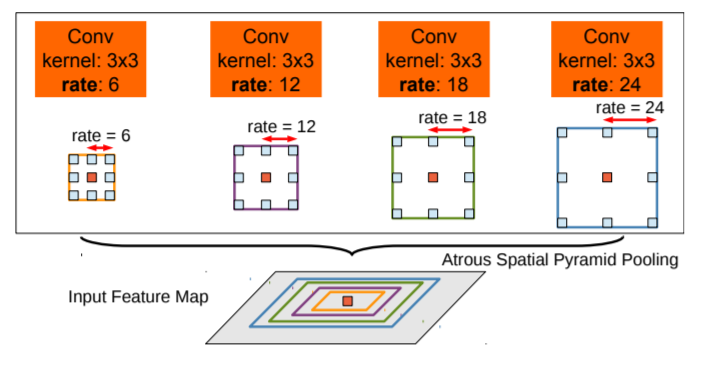 Conv
kernel: 3x3
rate: 6
Conv
kernel: 3x3
rate: 12
Conv
kernel: 3x3
rate: 18
Conv
kernel: 3x3
rate: 24
rate = 6
rate = 12
rate = 18
rate = 24
Atrous Spatial Pyramid Pooling
Input Feature Map